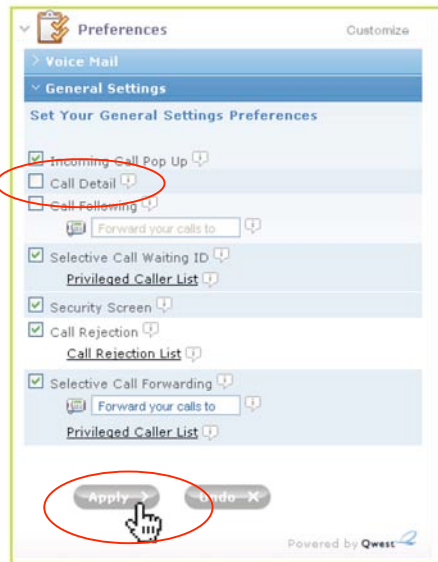 Preferences Customize
Voice Mail
General Settings
Set Your General Settings Preferences
Incoming Call Pop Up
Call Detail
Call Following
Forward your calls to
Selective Call Waiting ID
Privileged Caller List
Security Screen
Call Rejection
Call Rejection List
Selective Call Forwarding
Forward your calls to
Privileged Caller List
Apply > Undo X
Powered by Qwest